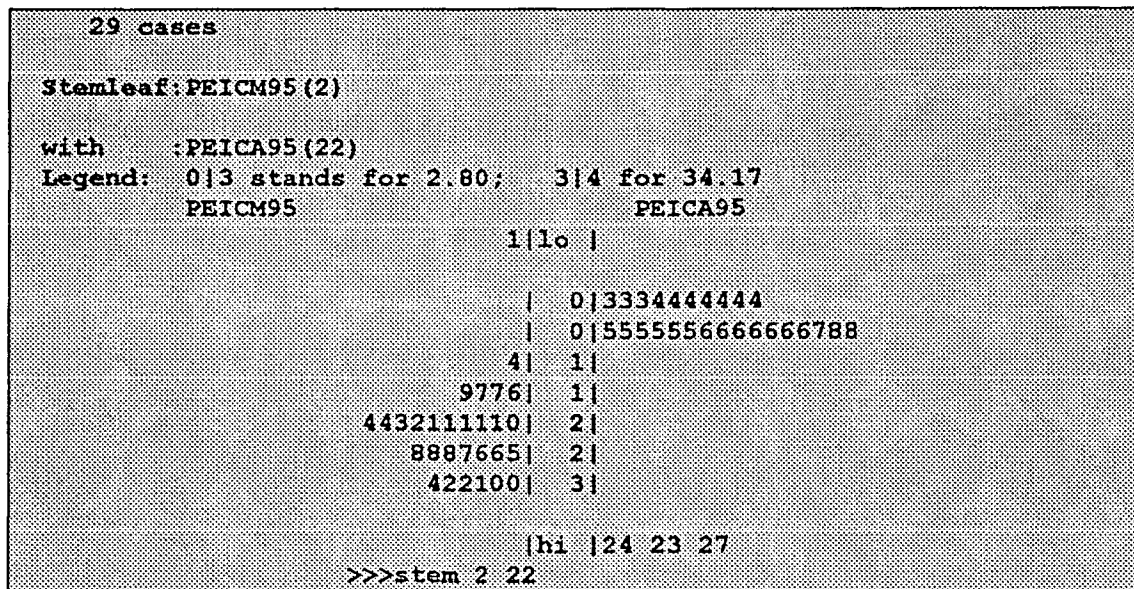 29 cases
Stemleaf:PEICM95(2)
with :PEICA95(22)
Legend: 0|3 stands for 2.80; 3|4 for 34.17
PEICM95 PEICA95
1|lo |
| 0|3334444444
| 0|5555556666666788
4| 1|
9776| 1|
4432111110| 2|
8887665| 2|
422100| 3|
|hi |24 23 27
>>>stem 2 22